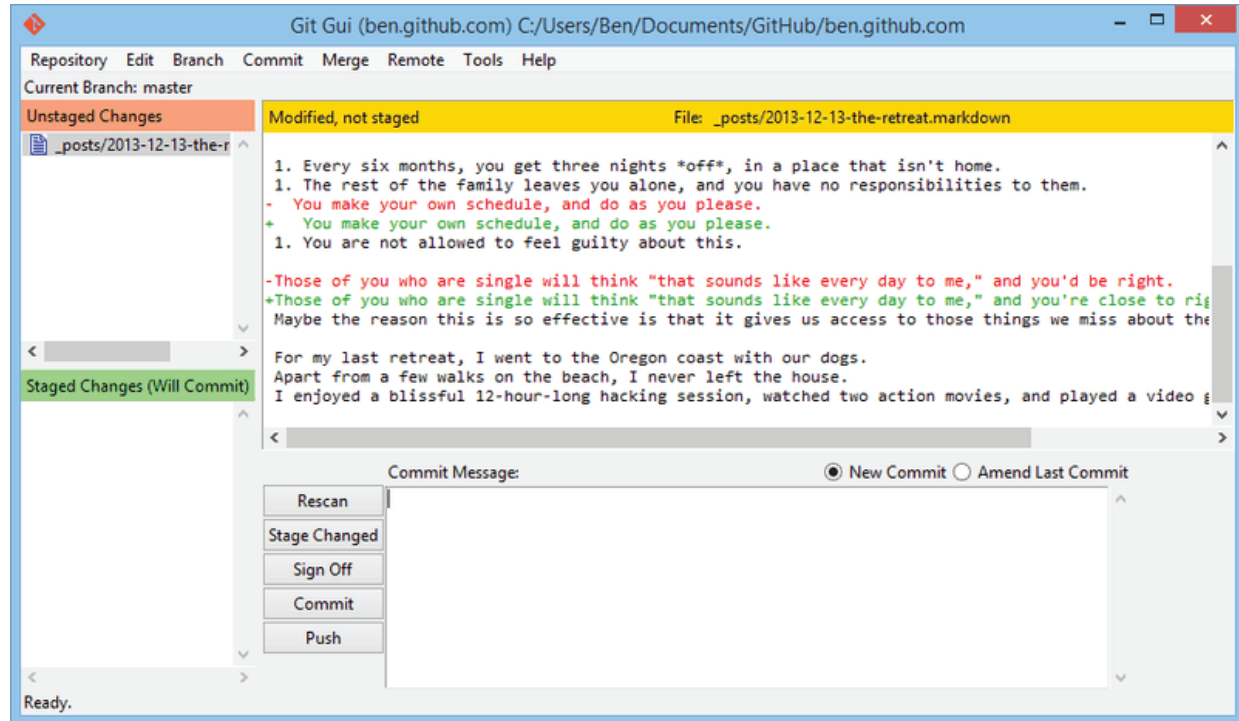 Git Gui (ben.github.com) C:/Users/Ben/Documents/GitHub/ben.github.com
Repository Edit Branch Commit Merge Remote Tools Help
Current Branch: master
Unstaged Changes
_posts/2013-12-13-the-r
Staged Changes (Will Commit)
Modified, not staged File: _posts/2013-12-13-the-retreat.markdown
1. Every six months, you get three nights *off*, in a place that isn't home.
1. The rest of the family leaves you alone, and you have no responsibilities to them.
-  You make your own schedule, and do as you please.
+   You make your own schedule, and do as you please.
1. You are not allowed to feel guilty about this.
-Those of you who are single will think "that sounds like every day to me," and you'd be right.
+Those of you who are single will think "that sounds like every day to me," and you're close to rig
Maybe the reason this is so effective is that it gives us access to those things we miss about the
For my last retreat, I went to the Oregon coast with our dogs.
Apart from a few walks on the beach, I never left the house.
I enjoyed a blissful 12-hour-long hacking session, watched two action movies, and played a video g
Commit Message: New Commit Amend Last Commit
Rescan
Stage Changed
Sign Off
Commit
Push
Ready.